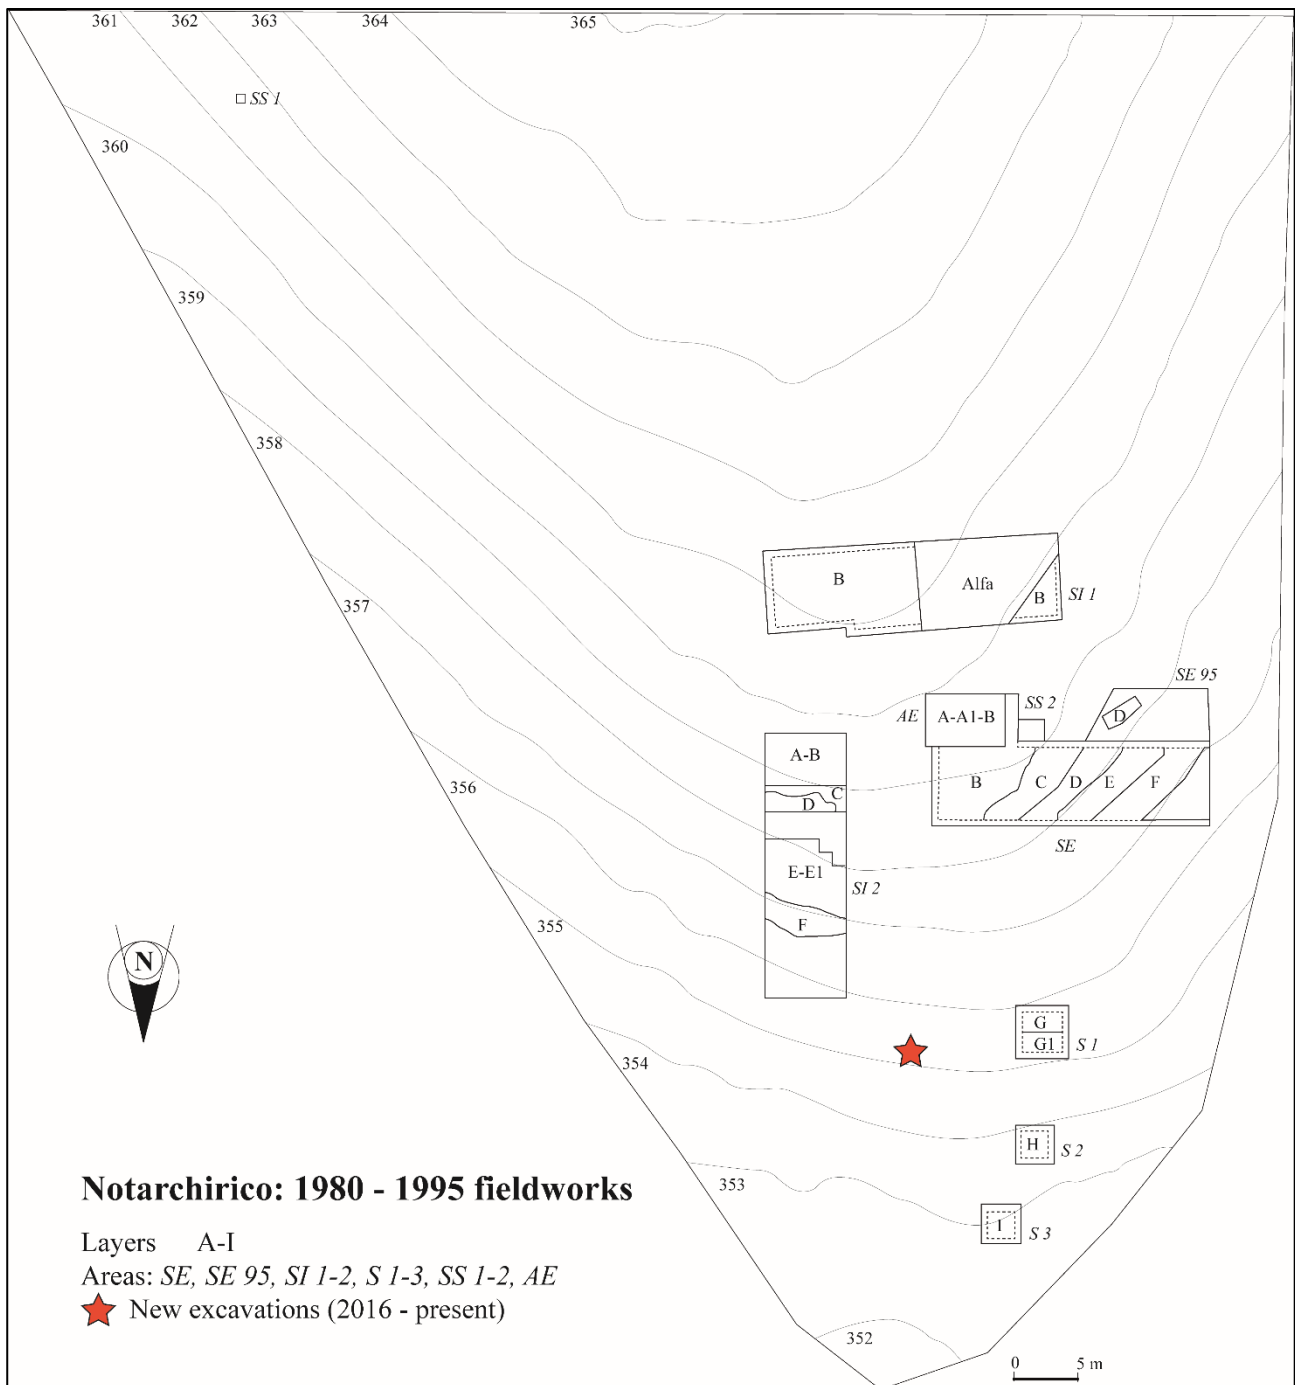 361 362 363 364 365
SS 1
360
359
358
357
B Alfa B SI 1
SE 95
AE A-A1-B SS 2 D
A-B
B C D E F
C
D
SE
356
E-E1 SI 2
F
355
N
G
G1 S 1
354
H S 2
353
I S 3
Notarchirico: 1980 - 1995 fieldworks
Layers A-I
Areas: SE, SE 95, SI 1-2, S 1-3, SS 1-2, AE
New excavations (2016 - present)
352
0 5 m